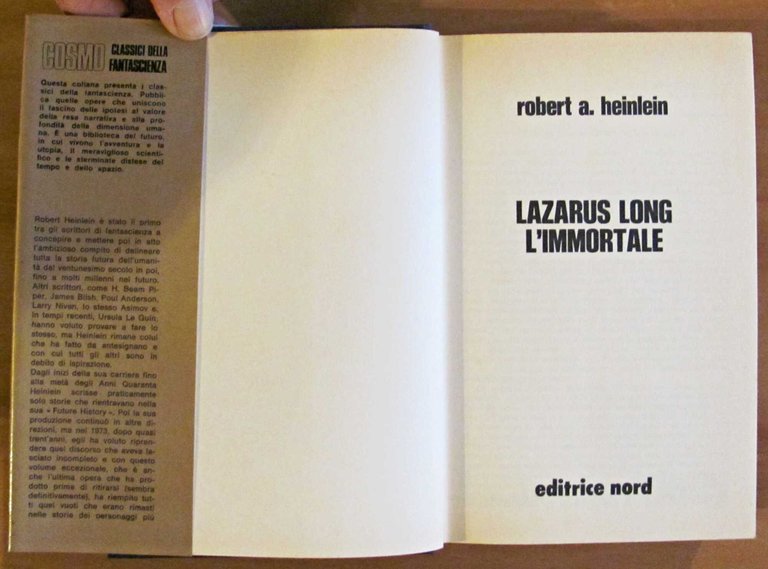 COSMO CLASSICI DELLA
FANTASCIENZA
Questa collana presenta i clas-
sici della fantascienza. Pubbli-
ca quelle opere che uniscono
il fascino delle ipotesi al valore
della resa narrativa e alla pro-
fondità della dimensione uma-
na. È una biblioteca del futuro,
in cui vivono l'avventura e la
utopia, il meraviglioso scienti-
fico e le sterminate distese del
tempo e dello spazio.
Robert Heinlein è stato il primo
tra gli scrittori di fantascienza a
concepire e mettere poi in atto
l'ambizioso compito di delineare
tutta la storia futura dell'umani-
tà dal ventunesimo secolo in poi,
fino a molti millenni nel futuro.
Altri scrittori, come H. Beam Pi-
per, James Blish, Poul Anderson,
Larry Niven, lo stesso Asimov e,
in tempi recenti, Ursula Le Guin,
hanno voluto provare a fare lo
stesso, ma Heinlein rimane colui
che ha fatto da antesignano e
con cui tutti gli altri sono in
debito di ispirazione.
Dagli inizi della sua carriera fino
alla metà degli Anni Quaranta
Heinlein scrisse praticamente
solo storie che rientravano nella
sua « Future History ». Poi la sua
produzione continuò in altre di-
rezioni, ma nel 1973, dopo quasi
trent'anni, egli ha voluto ripren-
dere quel discorso che aveva la-
sciato incompleto e con questo
volume eccezionale, che è an-
che l'ultima opera che ha pro-
dotto prima di ritirarsi (sembra
definitivamente), ha riempito tut-
ti quei vuoti che erano rimasti
nelle storie dei personaggi più
robert a. heinlein
LAZARUS LONG
L'IMMORTALE
editrice nord